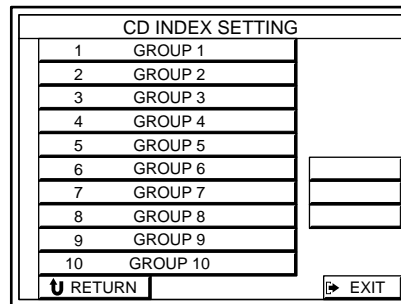 CD INDEX SETTING
1 GROUP 1
2 GROUP 2
3 GROUP 3
4 GROUP 4
5 GROUP 5
6 GROUP 6
7 GROUP 7
8 GROUP 8
9 GROUP 9
10 GROUP 10
RETURN EXIT